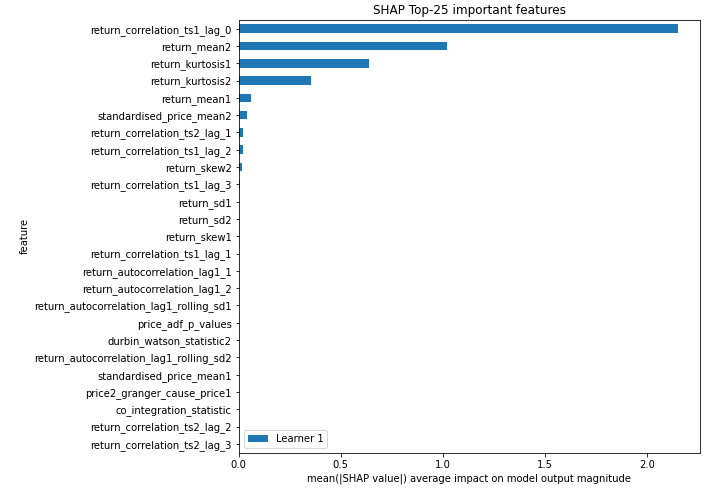 SHAP Top-25 important features
feature
return_correlation_ts1_lag_0
return_mean2
return_kurtosis1
return_kurtosis2
return_mean1
standardised_price_mean2
return_correlation_ts2_lag_1
return_correlation_ts1_lag_2
return_skew2
return_correlation_ts1_lag_3
return_sd1
return_sd2
return_skew1
return_correlation_ts1_lag_1
return_autocorrelation_lag1_1
return_autocorrelation_lag1_2
return_autocorrelation_lag1_rolling_sd1
price_adf_p_values
durbin_watson_statistic2
return_autocorrelation_lag1_rolling_sd2
standardised_price_mean1
price2_granger_cause_price1
co_integration_statistic
return_correlation_ts2_lag_2
return_correlation_ts2_lag_3
Learner 1
0.0 0.5 1.0 1.5 2.0
mean(|SHAP value|) average impact on model output magnitude